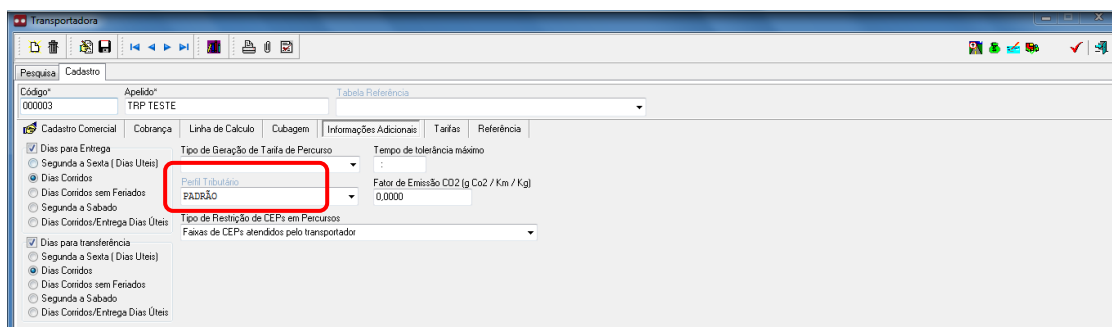 Transportadora
Pesquisa Cadastro
Código* Apelido* Tabela Referência
000003 TRP TESTE
Cadastro Comercial Cobrança Linha de Calculo Cubagem Informações Adicionais Tarifas Referência
Dias para Entrega Tipo de Geração de Tarifa de Percurso Tempo de tolerância máximo
Segunda a Sexta ( Dias Uteis) :
Dias Corridos Perfil Tributário Fator de Emissão CO2 (g Co2 / Km / Kg)
Dias Corridos sem Feriados PADRÃO 0,0000
Segunda a Sabado
Dias Corridos/Entrega Dias Úteis Tipo de Restrição de CEPs em Percursos
Faixas de CEPs atendidos pelo transportador
Dias para transferência
Segunda a Sexta ( Dias Uteis)
Dias Corridos
Dias Corridos sem Feriados
Segunda a Sabado
Dias Corridos/Entrega Dias Úteis